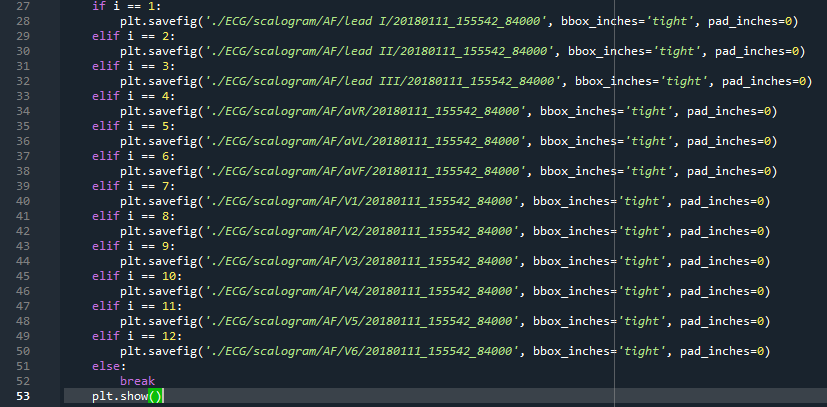 27 if i == 1:
28 plt.savefig('./ECG/scalogram/AF/lead I/20180111_155542_84000', bbox_inches='tight', pad_inches=0)
29 elif i == 2:
30 plt.savefig('./ECG/scalogram/AF/lead II/20180111_155542_84000', bbox_inches='tight', pad_inches=0)
31 elif i == 3:
32 plt.savefig('./ECG/scalogram/AF/lead III/20180111_155542_84000', bbox_inches='tight', pad_inches=0)
33 elif i == 4:
34 plt.savefig('./ECG/scalogram/AF/aVR/20180111_155542_84000', bbox_inches='tight', pad_inches=0)
35 elif i == 5:
36 plt.savefig('./ECG/scalogram/AF/aVL/20180111_155542_84000', bbox_inches='tight', pad_inches=0)
37 elif i == 6:
38 plt.savefig('./ECG/scalogram/AF/aVF/20180111_155542_84000', bbox_inches='tight', pad_inches=0)
39 elif i == 7:
40 plt.savefig('./ECG/scalogram/AF/V1/20180111_155542_84000', bbox_inches='tight', pad_inches=0)
41 elif i == 8:
42 plt.savefig('./ECG/scalogram/AF/V2/20180111_155542_84000', bbox_inches='tight', pad_inches=0)
43 elif i == 9:
44 plt.savefig('./ECG/scalogram/AF/V3/20180111_155542_84000', bbox_inches='tight', pad_inches=0)
45 elif i == 10:
46 plt.savefig('./ECG/scalogram/AF/V4/20180111_155542_84000', bbox_inches='tight', pad_inches=0)
47 elif i == 11:
48 plt.savefig('./ECG/scalogram/AF/V5/20180111_155542_84000', bbox_inches='tight', pad_inches=0)
49 elif i == 12:
50 plt.savefig('./ECG/scalogram/AF/V6/20180111_155542_84000', bbox_inches='tight', pad_inches=0)
51 else:
52 break
53 plt.show()